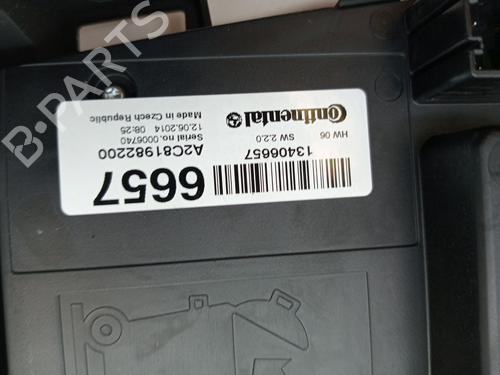 B-PARTS
Continental
HW 06 SW 2.2.0
13406657
6657
A2C81982200
Serial no. 0006740
12.06.2014 08:25
Made in Czech Republic